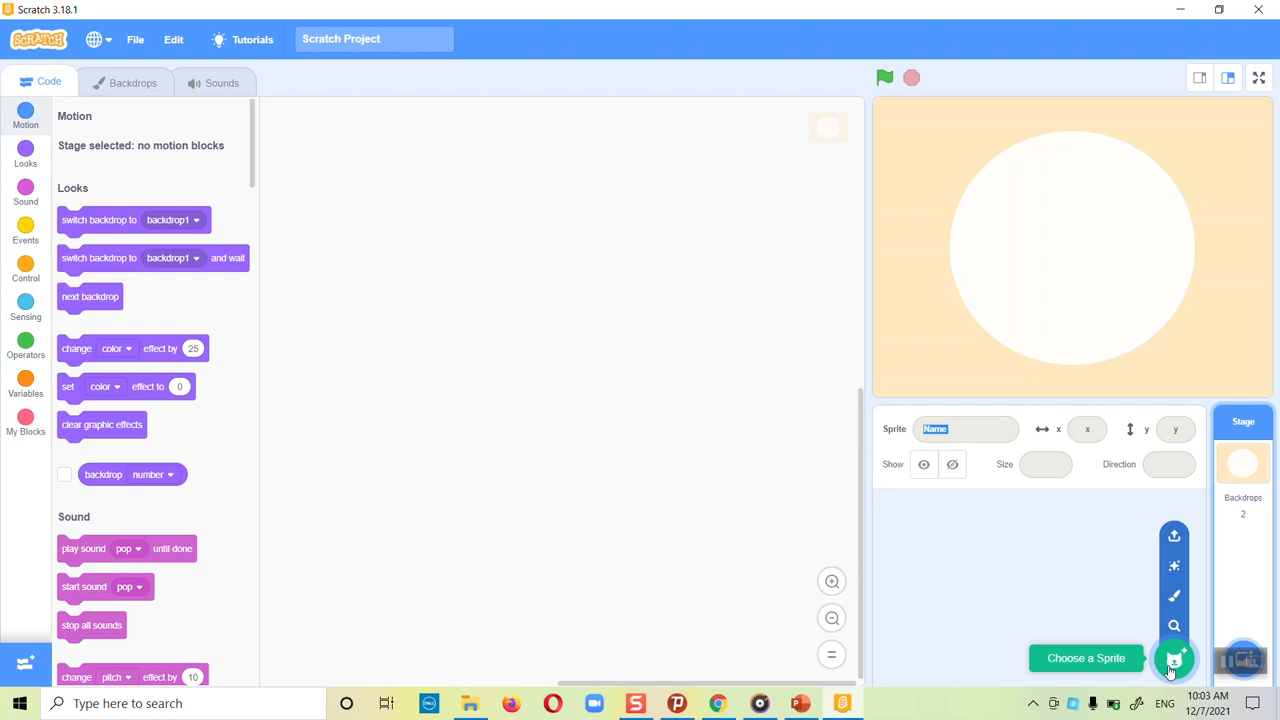 Scratch 3.18.1
SCRATCH
File
Edit
Tutorials
Scratch Project
Code
Backdrops
Sounds
Motion
Looks
Sound
Events
Control
Sensing
Operators
Variables
My Blocks
Motion
Stage selected: no motion blocks
Looks
switch backdrop to backdrop1
switch backdrop to backdrop1 and wait
next backdrop
change color effect by 25
set color effect to 0
clear graphic effects
backdrop number
Sound
play sound pop until done
start sound pop
stop all sounds
change pitch effect by 10
Sprite Name x x y y
Show Size Direction
Stage
Backdrops
2
Choose a Sprite
Type here to search
DELL
ENG
10:03 AM
12/7/2021